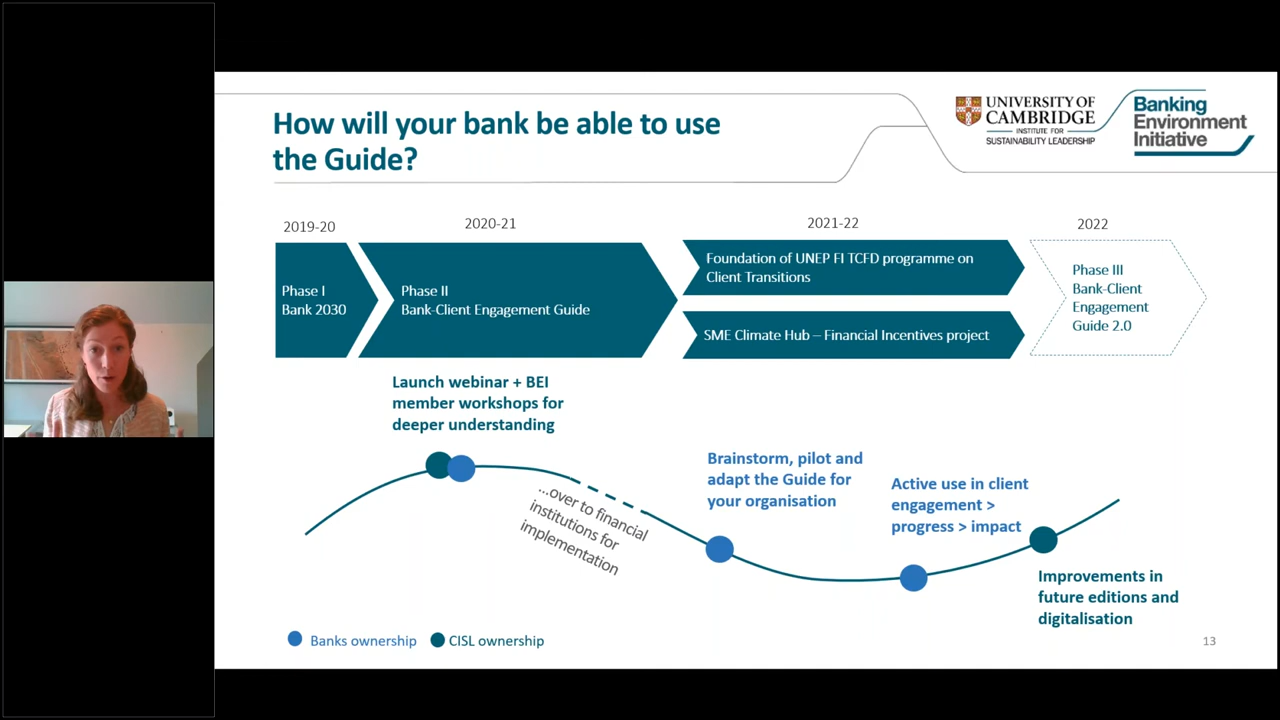 How will your bank be able to use
the Guide?
UNIVERSITY OF
CAMBRIDGE
INSTITUTE FOR
SUSTAINABILITY LEADERSHIP
Banking
Environment
Initiative
2019-20
2020-21
2021-22
2022
Phase I
Bank 2030
Phase II
Bank-Client Engagement Guide
Foundation of UNEP FI TCFD programme on
Client Transitions
SME Climate Hub – Financial Incentives project
Phase III
Bank-Client
Engagement
Guide 2.0
Launch webinar + BEI
member workshops for
deeper understanding
...over to financial
institutions for
implementation
Brainstorm, pilot and
adapt the Guide for
your organisation
Active use in client
engagement >
progress > impact
Improvements in
future editions and
digitalisation
Banks ownership
CISL ownership
13